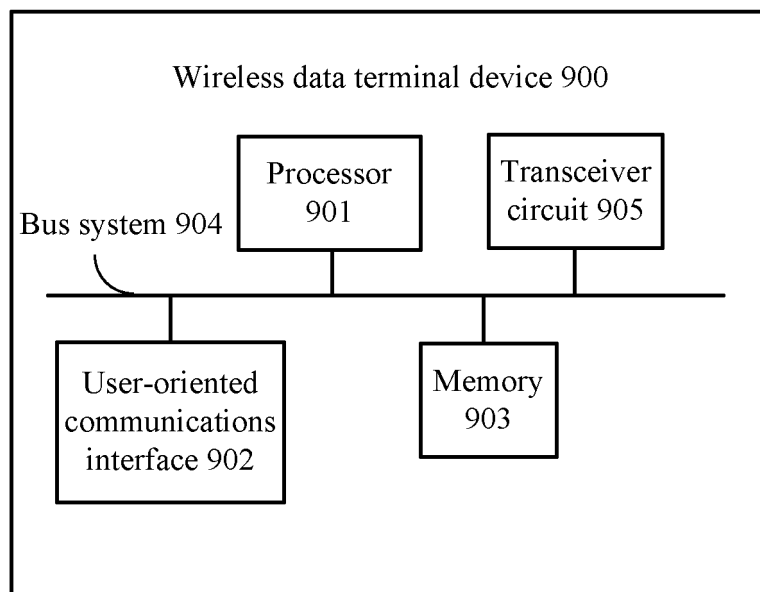 Wireless data terminal device 900
Processor
901
Transceiver
circuit 905
Bus system 904
User-oriented
communications
interface 902
Memory
903